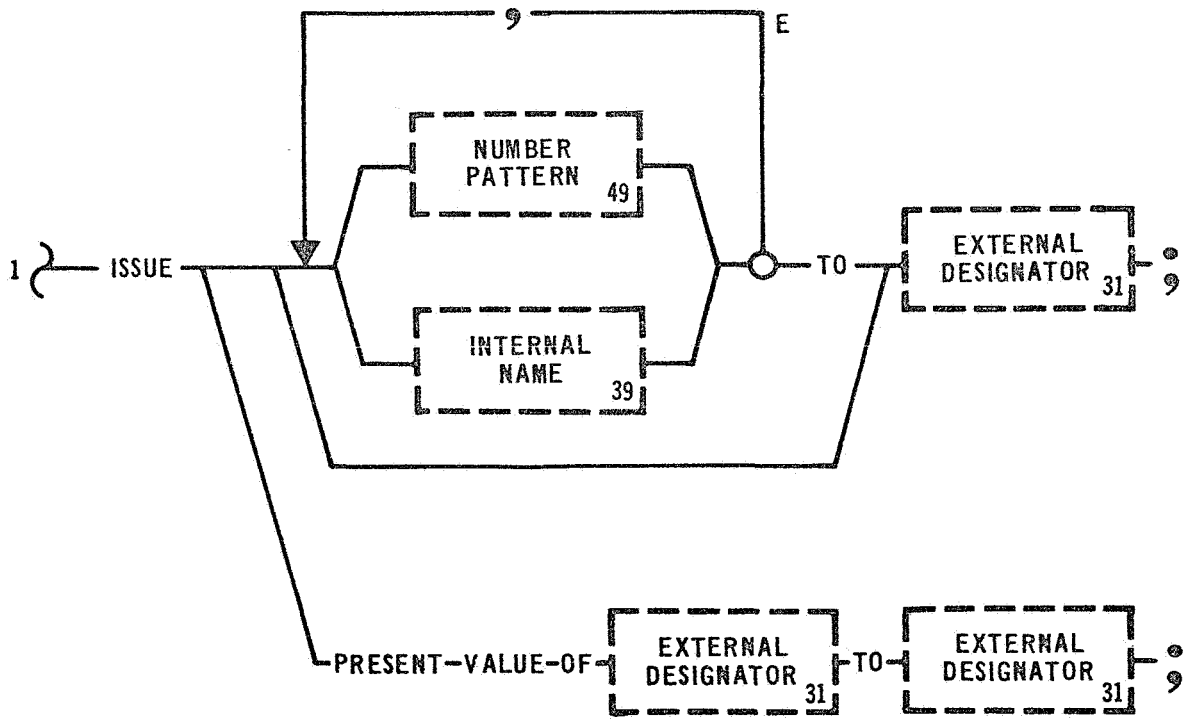 , E
NUMBER
PATTERN 49
1 ISSUE TO EXTERNAL
DESIGNATOR 31 ;
INTERNAL
NAME 39
PRESENT-VALUE-OF EXTERNAL
DESIGNATOR 31 TO EXTERNAL
DESIGNATOR 31 ;